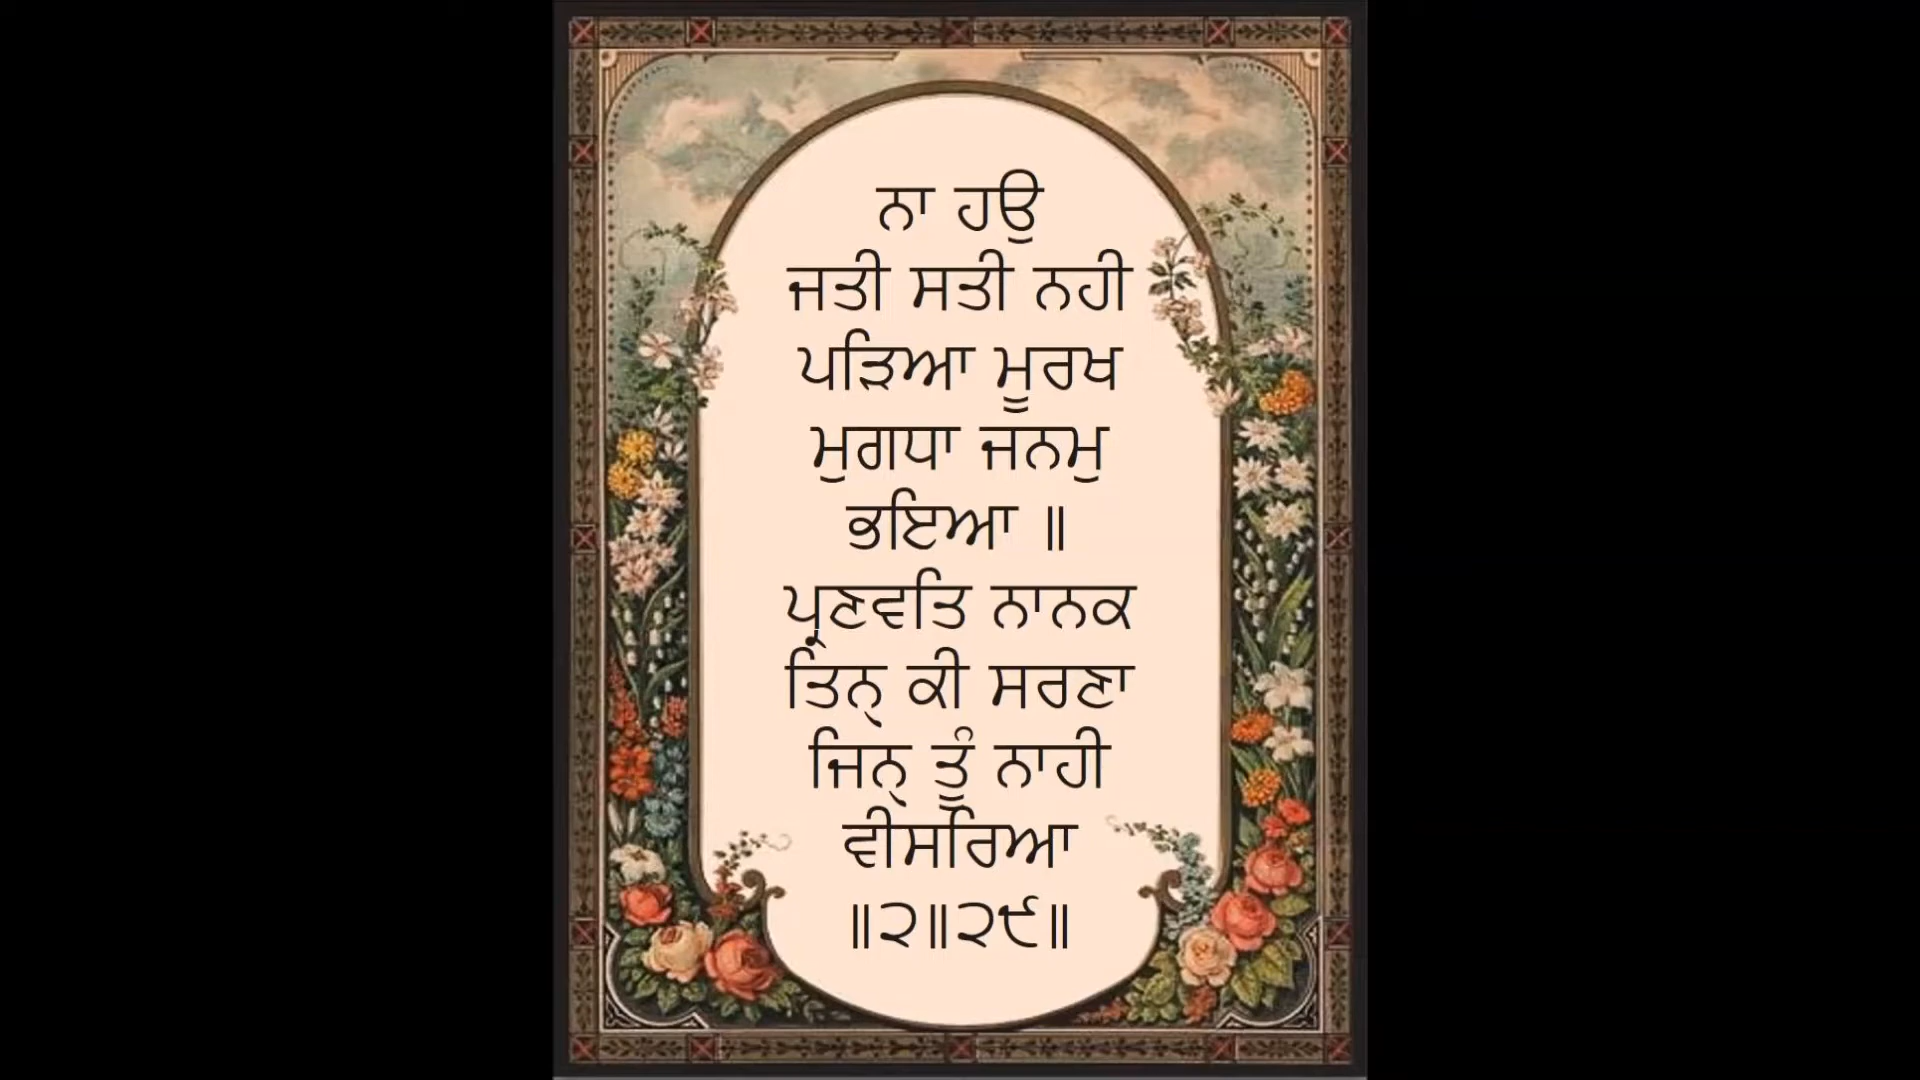 ਨਾ ਹਉ
ਜਤੀ ਸਤੀ ਨਹੀ
ਪੜਿਆ ਮੂਰਖ
ਮੁਗਧਾ ਜਨਮੁ
ਭਇਆ ॥
ਪ੍ਰਣਵਤਿ ਨਾਨਕ
ਤਿਨੑ ਕੀ ਸਰਣਾ
ਜਿਨੑ ਤੂੰ ਨਾਹੀ
ਵੀਸਰਿਆ
॥੨॥੨੯॥